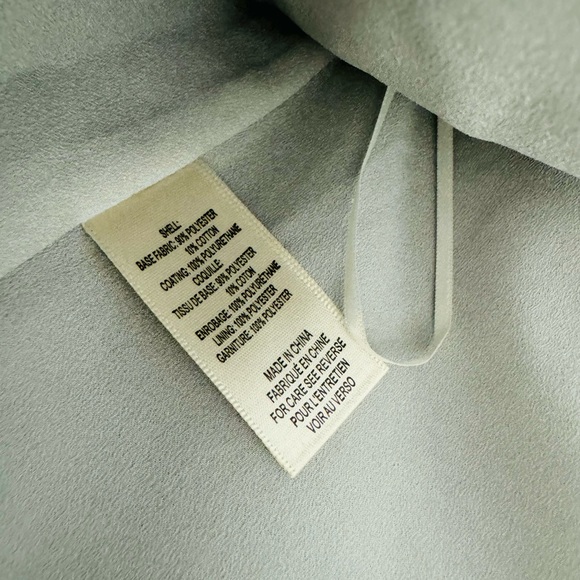 SHELL:
BASE FABRIC: 90% POLYESTER
10% COTTON
COATING: 100% POLYURETHANE
COQUILLE:
TISSU DE BASE: 90% POLYESTER
10% COTON
ENROBAGE: 100% POLYURÉTHANE
LINING: 100% POLYESTER
GARNITURE: 100% POLYESTER
MADE IN CHINA
FABRIQUÉ EN CHINE
FOR CARE SEE REVERSE
POUR L'ENTRETIEN
VOIR AU VERSO